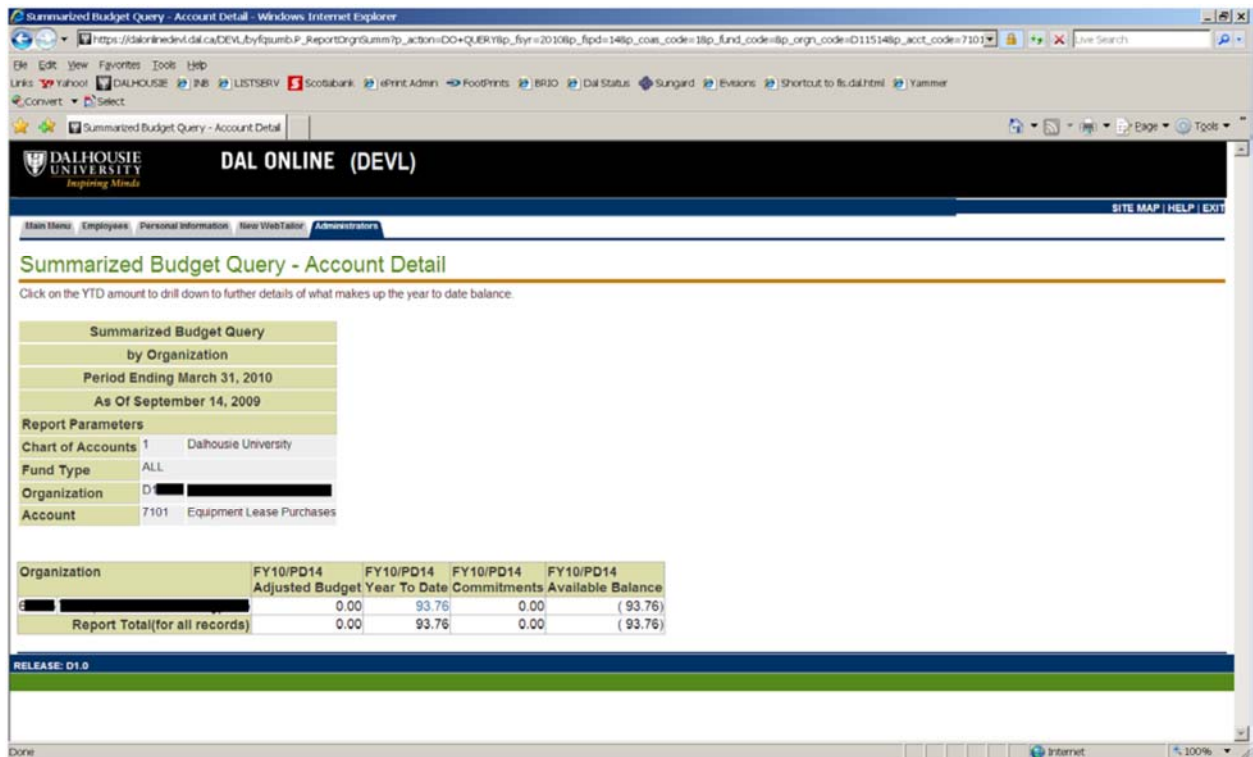 Summarized Budget Query - Account Detail - Windows Internet Explorer
https://dalonlinedevl.dal.ca/DEVL/byfqsumb.P_ReportOrgnSumm?p_action=DO+QUERY&p_fsyr=2010&p_fspd=14&p_coas_code=1&p_fund_code=&p_orgn_code=D11514&p_acct_code=7101 Live Search
File Edit View Favorites Tools Help
Links Yahoo! DALHOUSIE INB LISTSERV Scotiabank ePrint Admin FootPrints BRIO Dal Status Sungard Evisions Shortcut to fis.dal.html Yammer
Convert Select
Summarized Budget Query - Account Detail Page Tools
DALHOUSIE UNIVERSITY Inspiring Minds
DAL ONLINE (DEVL)
SITE MAP | HELP | EXIT
Main Menu Employees Personal Information New WebTailor Administrators
Summarized Budget Query - Account Detail
Click on the YTD amount to drill down to further details of what makes up the year to date balance.
Summarized Budget Query
by Organization
Period Ending March 31, 2010
As Of September 14, 2009
Report Parameters
Chart of Accounts 1 Dalhousie University
Fund Type ALL
Organization D1
Account 7101 Equipment Lease Purchases
Organization FY10/PD14 FY10/PD14 FY10/PD14 FY10/PD14
Adjusted Budget Year To Date Commitments Available Balance
6 0.00 93.76 0.00 ( 93.76)
Report Total(for all records) 0.00 93.76 0.00 ( 93.76)
RELEASE: D1.0
Done Internet 100%